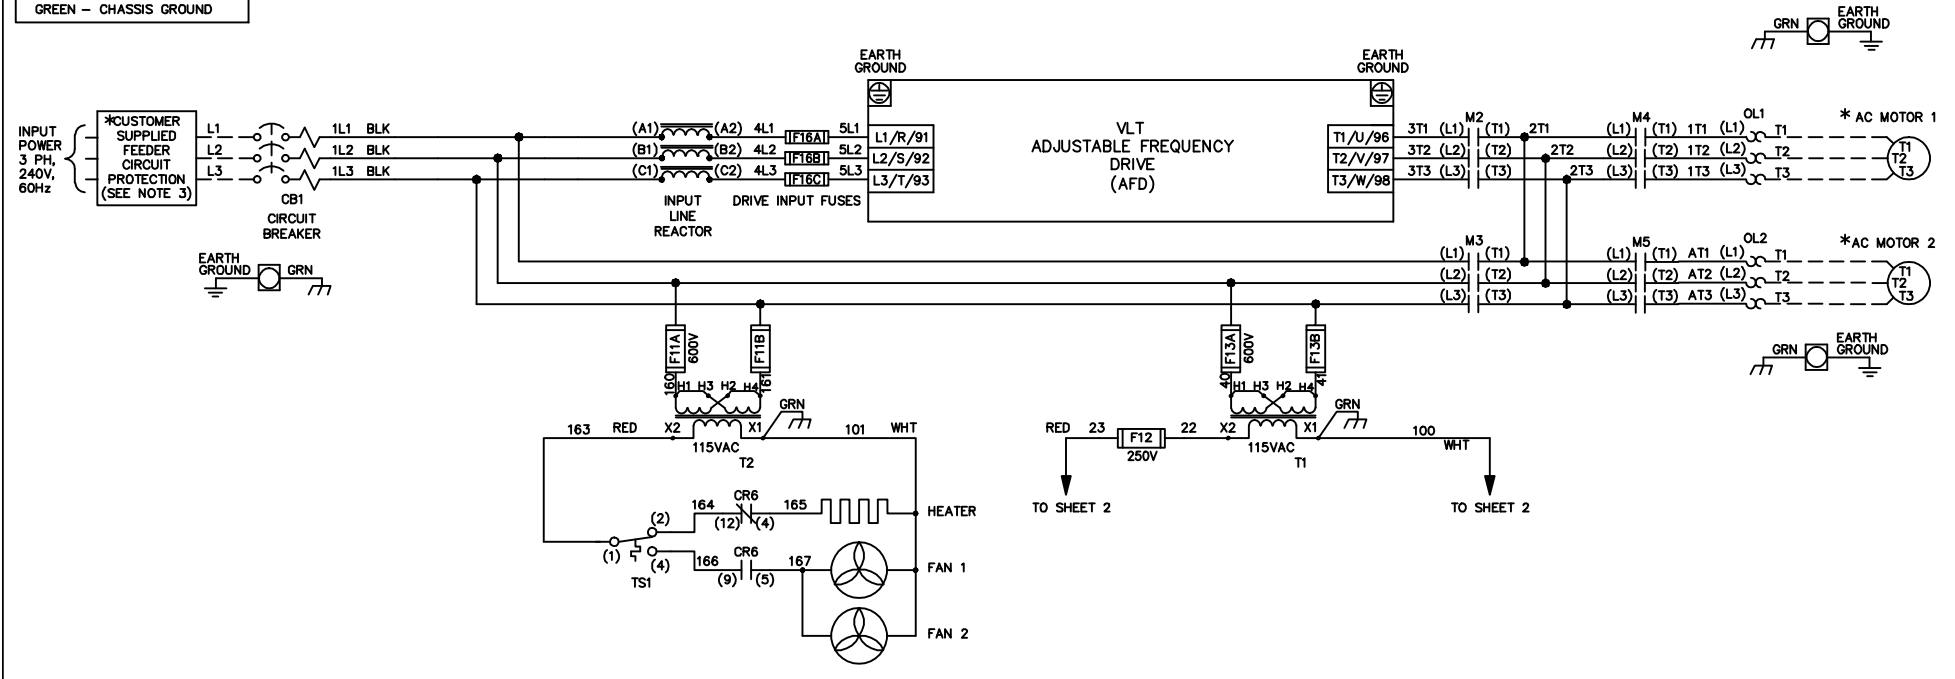 GREEN – CHASSIS GROUND
GRN
EARTH
GROUND
INPUT
POWER
3 PH,
240V,
60Hz
*CUSTOMER
SUPPLIED
FEEDER
CIRCUIT
PROTECTION
(SEE NOTE 3)
L1
L2
L3
CB1
CIRCUIT
BREAKER
1L1 BLK
1L2 BLK
1L3 BLK
EARTH
GROUND
GRN
(A1) (A2) 4L1 F16A 5L1
(B1) (B2) 4L2 F16B 5L2
(C1) (C2) 4L3 F16C 5L3
INPUT
LINE
REACTOR
DRIVE INPUT FUSES
EARTH
GROUND
EARTH
GROUND
L1/R/91
L2/S/92
L3/T/93
VLT
ADJUSTABLE FREQUENCY
DRIVE
(AFD)
T1/U/96
T2/V/97
T3/W/98
M2
M4
OL1
* AC MOTOR 1
3T1 (L1) (T1) 2T1 (L1) (T1) 1T1 (L1) T1
3T2 (L2) (T2) 2T2 (L2) (T2) 1T2 (L2) T2
3T3 (L3) (T3) 2T3 (L3) (T3) 1T3 (L3) T3
T1
T2
T3
M3
M5
OL2
*AC MOTOR 2
(L1) (T1) (L1) (T1) AT1 (L1) T1
(L2) (T2) (L2) (T2) AT2 (L2) T2
(L3) (T3) (L3) (T3) AT3 (L3) T3
T1
T2
T3
GRN
EARTH
GROUND
F11A
600V
F11B
160
161
H1 H3 H2 H4
GRN
163 RED X2 X1 101 WHT
115VAC
T2
F13A
600V
F13B
40
41
H1 H3 H2 H4
GRN
RED 23 F12 22 X2 X1 100
WHT
250V
115VAC
T1
TO SHEET 2
TO SHEET 2
164 CR6 165
(12) (4)
HEATER
(2)
(1)
(4)
TS1
166 CR6 167
(9) (5)
FAN 1
FAN 2